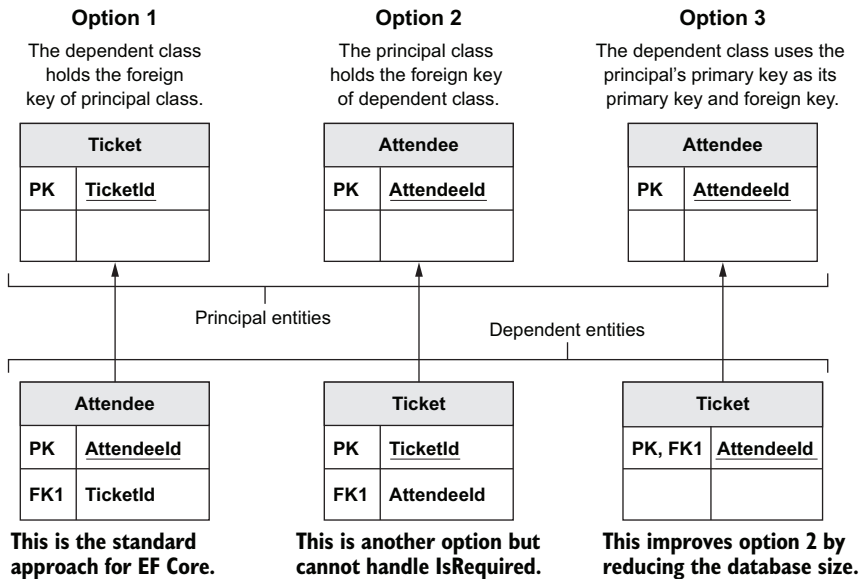 Option 1
The dependent class
holds the foreign
key of principal class.
Option 2
The principal class
holds the foreign key
of dependent class.
Option 3
The dependent class uses the
principal's primary key as its
primary key and foreign key.
Ticket
PK TicketId
Attendee
PK AttendeeId
Attendee
PK AttendeeId
Principal entities
Dependent entities
Attendee
PK AttendeeId
FK1 TicketId
Ticket
PK TicketId
FK1 AttendeeId
Ticket
PK, FK1 AttendeeId
This is the standard
approach for EF Core.
This is another option but
cannot handle IsRequired.
This improves option 2 by
reducing the database size.